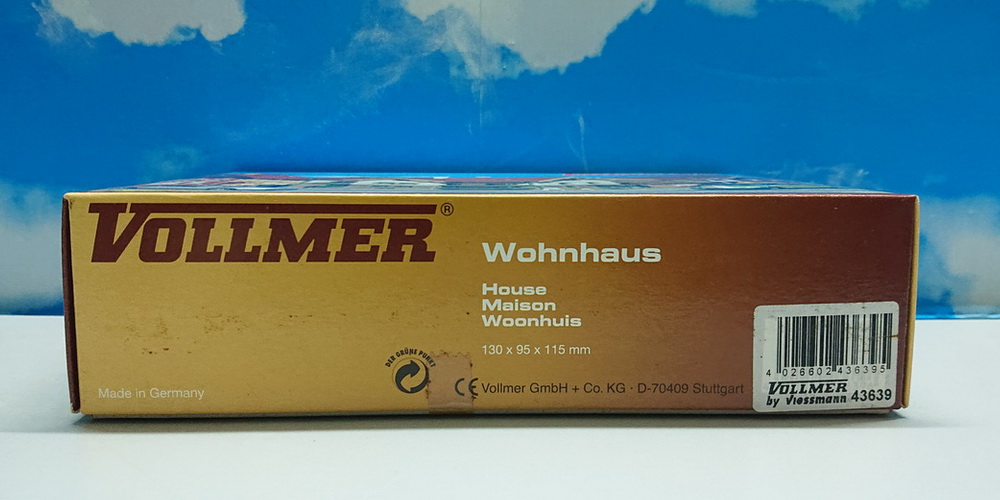 VOLLMER®
Wohnhaus
House
Maison
Woonhuis
130 x 95 x 115 mm
DER GRÜNE PUNKT
Made in Germany
CE Vollmer GmbH + Co. KG · D-70409 Stuttgart
4 026602 436395
VOLLMER
by Viessmann 43639